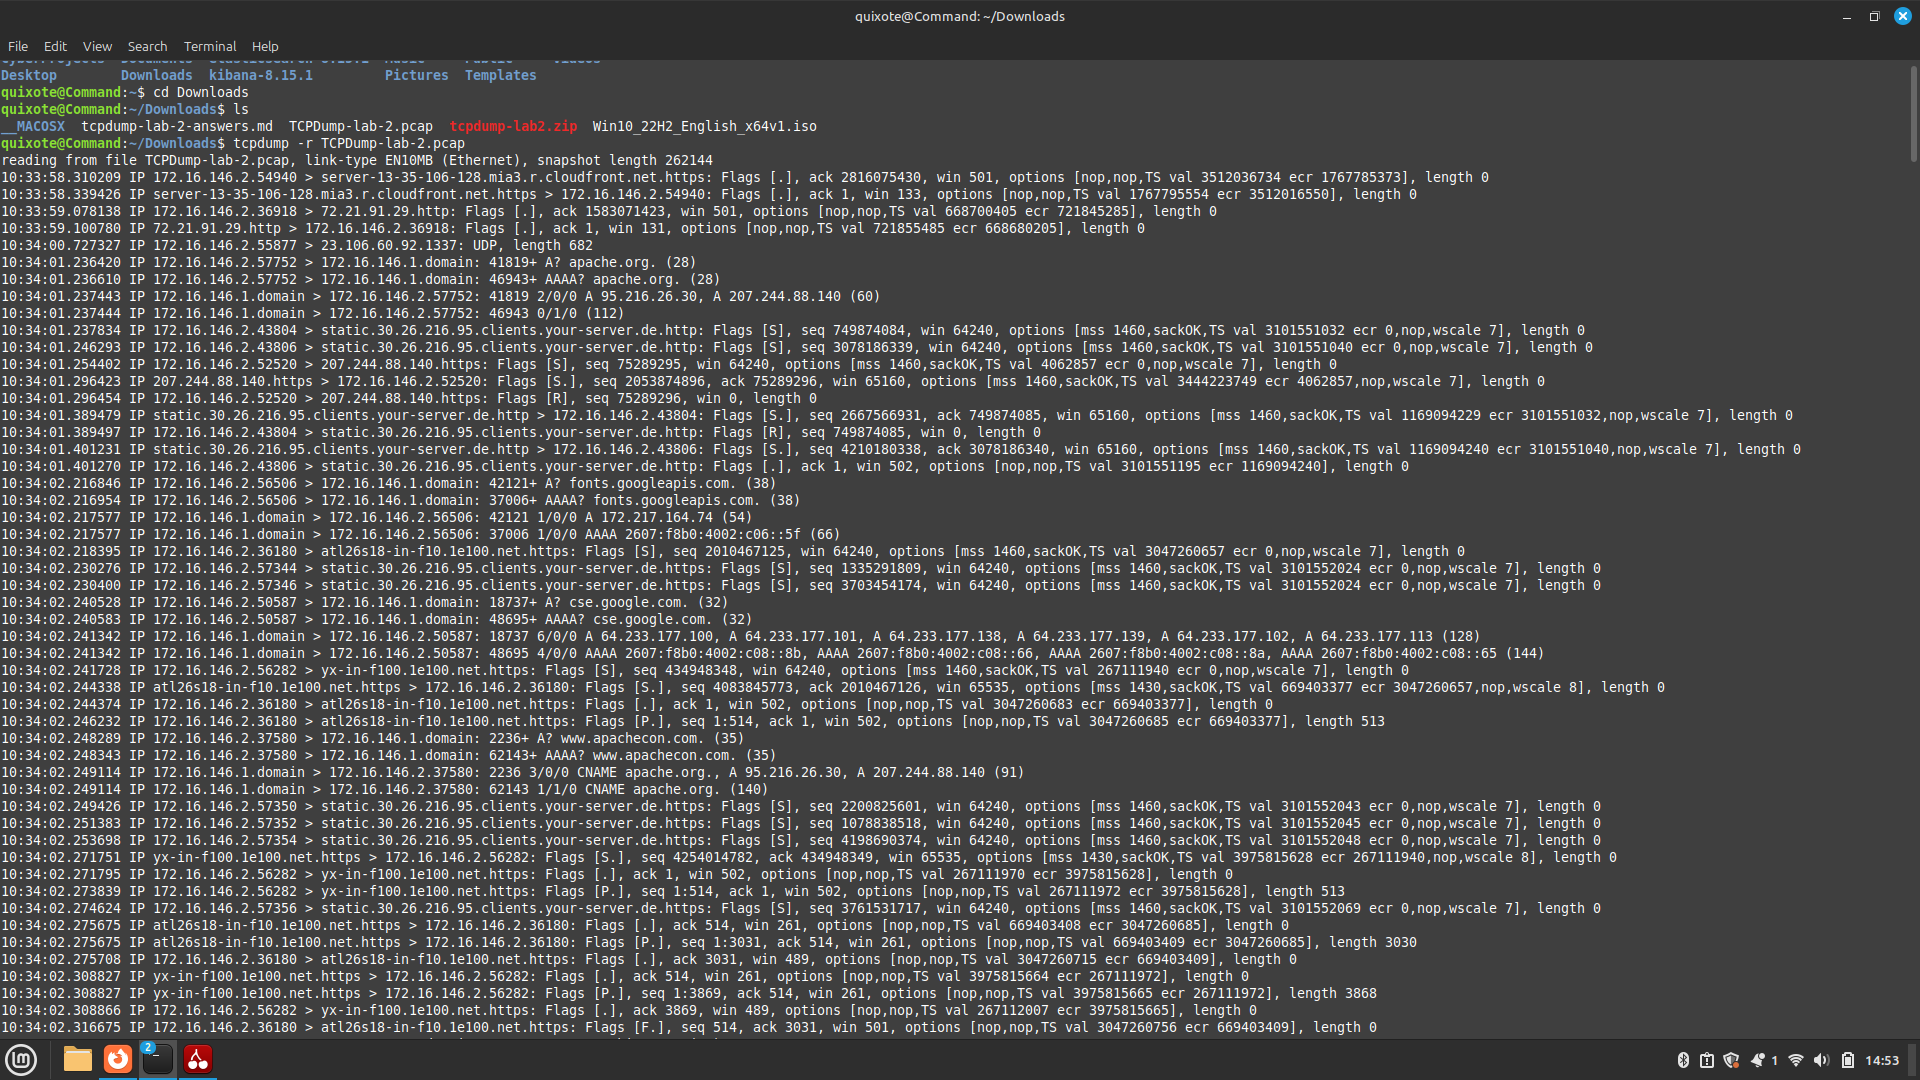 quixote@Command: ~/Downloads
File Edit View Search Terminal Help
Desktop Downloads kibana-8.15.1 Pictures Templates
quixote@Command:~$ cd Downloads
quixote@Command:~/Downloads$ ls
__MACOSX tcpdump-lab-2-answers.md TCPDump-lab-2.pcap tcpdump-lab2.zip Win10_22H2_English_x64v1.iso
quixote@Command:~/Downloads$ tcpdump -r TCPDump-lab-2.pcap
reading from file TCPDump-lab-2.pcap, link-type EN10MB (Ethernet), snapshot length 262144
10:33:58.310209 IP 172.16.146.2.54940 > server-13-35-106-128.mia3.r.cloudfront.net.https: Flags [.], ack 2816075430, win 501, options [nop,nop,TS val 3512036734 ecr 1767785373], length 0
10:33:58.339426 IP server-13-35-106-128.mia3.r.cloudfront.net.https > 172.16.146.2.54940: Flags [.], ack 1, win 133, options [nop,nop,TS val 1767795554 ecr 3512016550], length 0
10:33:59.078138 IP 172.16.146.2.36918 > 72.21.91.29.http: Flags [.], ack 1583071423, win 501, options [nop,nop,TS val 668700405 ecr 721845285], length 0
10:33:59.100780 IP 72.21.91.29.http > 172.16.146.2.36918: Flags [.], ack 1, win 131, options [nop,nop,TS val 721855485 ecr 668680205], length 0
10:34:00.727327 IP 172.16.146.2.55877 > 23.106.60.92.1337: UDP, length 682
10:34:01.236420 IP 172.16.146.2.57752 > 172.16.146.1.domain: 41819+ A? apache.org. (28)
10:34:01.236610 IP 172.16.146.2.57752 > 172.16.146.1.domain: 46943+ AAAA? apache.org. (28)
10:34:01.237443 IP 172.16.146.1.domain > 172.16.146.2.57752: 41819 2/0/0 A 95.216.26.30, A 207.244.88.140 (60)
10:34:01.237444 IP 172.16.146.1.domain > 172.16.146.2.57752: 46943 0/1/0 (112)
10:34:01.237834 IP 172.16.146.2.43804 > static.30.26.216.95.clients.your-server.de.http: Flags [S], seq 749874084, win 64240, options [mss 1460,sackOK,TS val 3101551032 ecr 0,nop,wscale 7], length 0
10:34:01.246293 IP 172.16.146.2.43806 > static.30.26.216.95.clients.your-server.de.http: Flags [S], seq 3078186339, win 64240, options [mss 1460,sackOK,TS val 3101551040 ecr 0,nop,wscale 7], length 0
10:34:01.254402 IP 172.16.146.2.52520 > 207.244.88.140.https: Flags [S], seq 75289295, win 64240, options [mss 1460,sackOK,TS val 4062857 ecr 0,nop,wscale 7], length 0
10:34:01.296423 IP 207.244.88.140.https > 172.16.146.2.52520: Flags [S.], seq 2053874896, ack 75289296, win 65160, options [mss 1460,sackOK,TS val 3444223749 ecr 4062857,nop,wscale 7], length 0
10:34:01.296454 IP 172.16.146.2.52520 > 207.244.88.140.https: Flags [R], seq 75289296, win 0, length 0
10:34:01.389479 IP static.30.26.216.95.clients.your-server.de.http > 172.16.146.2.43804: Flags [S.], seq 2667566931, ack 749874085, win 65160, options [mss 1460,sackOK,TS val 1169094229 ecr 3101551032,nop,wscale 7], length 0
10:34:01.389497 IP 172.16.146.2.43804 > static.30.26.216.95.clients.your-server.de.http: Flags [R], seq 749874085, win 0, length 0
10:34:01.401231 IP static.30.26.216.95.clients.your-server.de.http > 172.16.146.2.43806: Flags [S.], seq 4210180338, ack 3078186340, win 65160, options [mss 1460,sackOK,TS val 1169094240 ecr 3101551040,nop,wscale 7], length 0
10:34:01.401270 IP 172.16.146.2.43806 > static.30.26.216.95.clients.your-server.de.http: Flags [.], ack 1, win 502, options [nop,nop,TS val 3101551195 ecr 1169094240], length 0
10:34:02.216846 IP 172.16.146.2.56506 > 172.16.146.1.domain: 42121+ A? fonts.googleapis.com. (38)
10:34:02.216954 IP 172.16.146.2.56506 > 172.16.146.1.domain: 37006+ AAAA? fonts.googleapis.com. (38)
10:34:02.217577 IP 172.16.146.1.domain > 172.16.146.2.56506: 42121 1/0/0 A 172.217.164.74 (54)
10:34:02.217577 IP 172.16.146.1.domain > 172.16.146.2.56506: 37006 1/0/0 AAAA 2607:f8b0:4002:c06::5f (66)
10:34:02.218395 IP 172.16.146.2.36180 > atl26s18-in-f10.1e100.net.https: Flags [S], seq 2010467125, win 64240, options [mss 1460,sackOK,TS val 3047260657 ecr 0,nop,wscale 7], length 0
10:34:02.230276 IP 172.16.146.2.57344 > static.30.26.216.95.clients.your-server.de.https: Flags [S], seq 1335291809, win 64240, options [mss 1460,sackOK,TS val 3101552024 ecr 0,nop,wscale 7], length 0
10:34:02.230400 IP 172.16.146.2.57346 > static.30.26.216.95.clients.your-server.de.https: Flags [S], seq 3703454174, win 64240, options [mss 1460,sackOK,TS val 3101552024 ecr 0,nop,wscale 7], length 0
10:34:02.240528 IP 172.16.146.2.50587 > 172.16.146.1.domain: 18737+ A? cse.google.com. (32)
10:34:02.240583 IP 172.16.146.2.50587 > 172.16.146.1.domain: 48695+ AAAA? cse.google.com. (32)
10:34:02.241342 IP 172.16.146.1.domain > 172.16.146.2.50587: 18737 6/0/0 A 64.233.177.100, A 64.233.177.101, A 64.233.177.138, A 64.233.177.139, A 64.233.177.102, A 64.233.177.113 (128)
10:34:02.241342 IP 172.16.146.1.domain > 172.16.146.2.50587: 48695 4/0/0 AAAA 2607:f8b0:4002:c08::8b, AAAA 2607:f8b0:4002:c08::66, AAAA 2607:f8b0:4002:c08::8a, AAAA 2607:f8b0:4002:c08::65 (144)
10:34:02.241728 IP 172.16.146.2.56282 > yx-in-f100.1e100.net.https: Flags [S], seq 434948348, win 64240, options [mss 1460,sackOK,TS val 267111940 ecr 0,nop,wscale 7], length 0
10:34:02.244338 IP atl26s18-in-f10.1e100.net.https > 172.16.146.2.36180: Flags [S.], seq 4083845773, ack 2010467126, win 65535, options [mss 1430,sackOK,TS val 669403377 ecr 3047260657,nop,wscale 8], length 0
10:34:02.244374 IP 172.16.146.2.36180 > atl26s18-in-f10.1e100.net.https: Flags [.], ack 1, win 502, options [nop,nop,TS val 3047260683 ecr 669403377], length 0
10:34:02.246232 IP 172.16.146.2.36180 > atl26s18-in-f10.1e100.net.https: Flags [P.], seq 1:514, ack 1, win 502, options [nop,nop,TS val 3047260685 ecr 669403377], length 513
10:34:02.248289 IP 172.16.146.2.37580 > 172.16.146.1.domain: 2236+ A? www.apachecon.com. (35)
10:34:02.248343 IP 172.16.146.2.37580 > 172.16.146.1.domain: 62143+ AAAA? www.apachecon.com. (35)
10:34:02.249114 IP 172.16.146.1.domain > 172.16.146.2.37580: 2236 3/0/0 CNAME apache.org., A 95.216.26.30, A 207.244.88.140 (91)
10:34:02.249114 IP 172.16.146.1.domain > 172.16.146.2.37580: 62143 1/1/0 CNAME apache.org. (140)
10:34:02.249426 IP 172.16.146.2.57350 > static.30.26.216.95.clients.your-server.de.https: Flags [S], seq 2200825601, win 64240, options [mss 1460,sackOK,TS val 3101552043 ecr 0,nop,wscale 7], length 0
10:34:02.251383 IP 172.16.146.2.57352 > static.30.26.216.95.clients.your-server.de.https: Flags [S], seq 1078838518, win 64240, options [mss 1460,sackOK,TS val 3101552045 ecr 0,nop,wscale 7], length 0
10:34:02.253698 IP 172.16.146.2.57354 > static.30.26.216.95.clients.your-server.de.https: Flags [S], seq 4198690374, win 64240, options [mss 1460,sackOK,TS val 3101552048 ecr 0,nop,wscale 7], length 0
10:34:02.271751 IP yx-in-f100.1e100.net.https > 172.16.146.2.56282: Flags [S.], seq 4254014782, ack 434948349, win 65535, options [mss 1430,sackOK,TS val 3975815628 ecr 267111940,nop,wscale 8], length 0
10:34:02.271795 IP 172.16.146.2.56282 > yx-in-f100.1e100.net.https: Flags [.], ack 1, win 502, options [nop,nop,TS val 267111970 ecr 3975815628], length 0
10:34:02.273839 IP 172.16.146.2.56282 > yx-in-f100.1e100.net.https: Flags [P.], seq 1:514, ack 1, win 502, options [nop,nop,TS val 267111972 ecr 3975815628], length 513
10:34:02.274624 IP 172.16.146.2.57356 > static.30.26.216.95.clients.your-server.de.https: Flags [S], seq 3761531717, win 64240, options [mss 1460,sackOK,TS val 3101552069 ecr 0,nop,wscale 7], length 0
10:34:02.275675 IP atl26s18-in-f10.1e100.net.https > 172.16.146.2.36180: Flags [.], ack 514, win 261, options [nop,nop,TS val 669403408 ecr 3047260685], length 0
10:34:02.275675 IP atl26s18-in-f10.1e100.net.https > 172.16.146.2.36180: Flags [P.], seq 1:3031, ack 514, win 261, options [nop,nop,TS val 669403409 ecr 3047260685], length 3030
10:34:02.275708 IP 172.16.146.2.36180 > atl26s18-in-f10.1e100.net.https: Flags [.], ack 3031, win 489, options [nop,nop,TS val 3047260715 ecr 669403409], length 0
10:34:02.308827 IP yx-in-f100.1e100.net.https > 172.16.146.2.56282: Flags [.], ack 514, win 261, options [nop,nop,TS val 3975815664 ecr 267111972], length 0
10:34:02.308827 IP yx-in-f100.1e100.net.https > 172.16.146.2.56282: Flags [P.], seq 1:3869, ack 514, win 261, options [nop,nop,TS val 3975815665 ecr 267111972], length 3868
10:34:02.308866 IP 172.16.146.2.56282 > yx-in-f100.1e100.net.https: Flags [.], ack 3869, win 489, options [nop,nop,TS val 267112007 ecr 3975815665], length 0
10:34:02.316675 IP 172.16.146.2.36180 > atl26s18-in-f10.1e100.net.https: Flags [F.], seq 514, ack 3031, win 501, options [nop,nop,TS val 3047260756 ecr 669403409], length 0
2
1 14:53